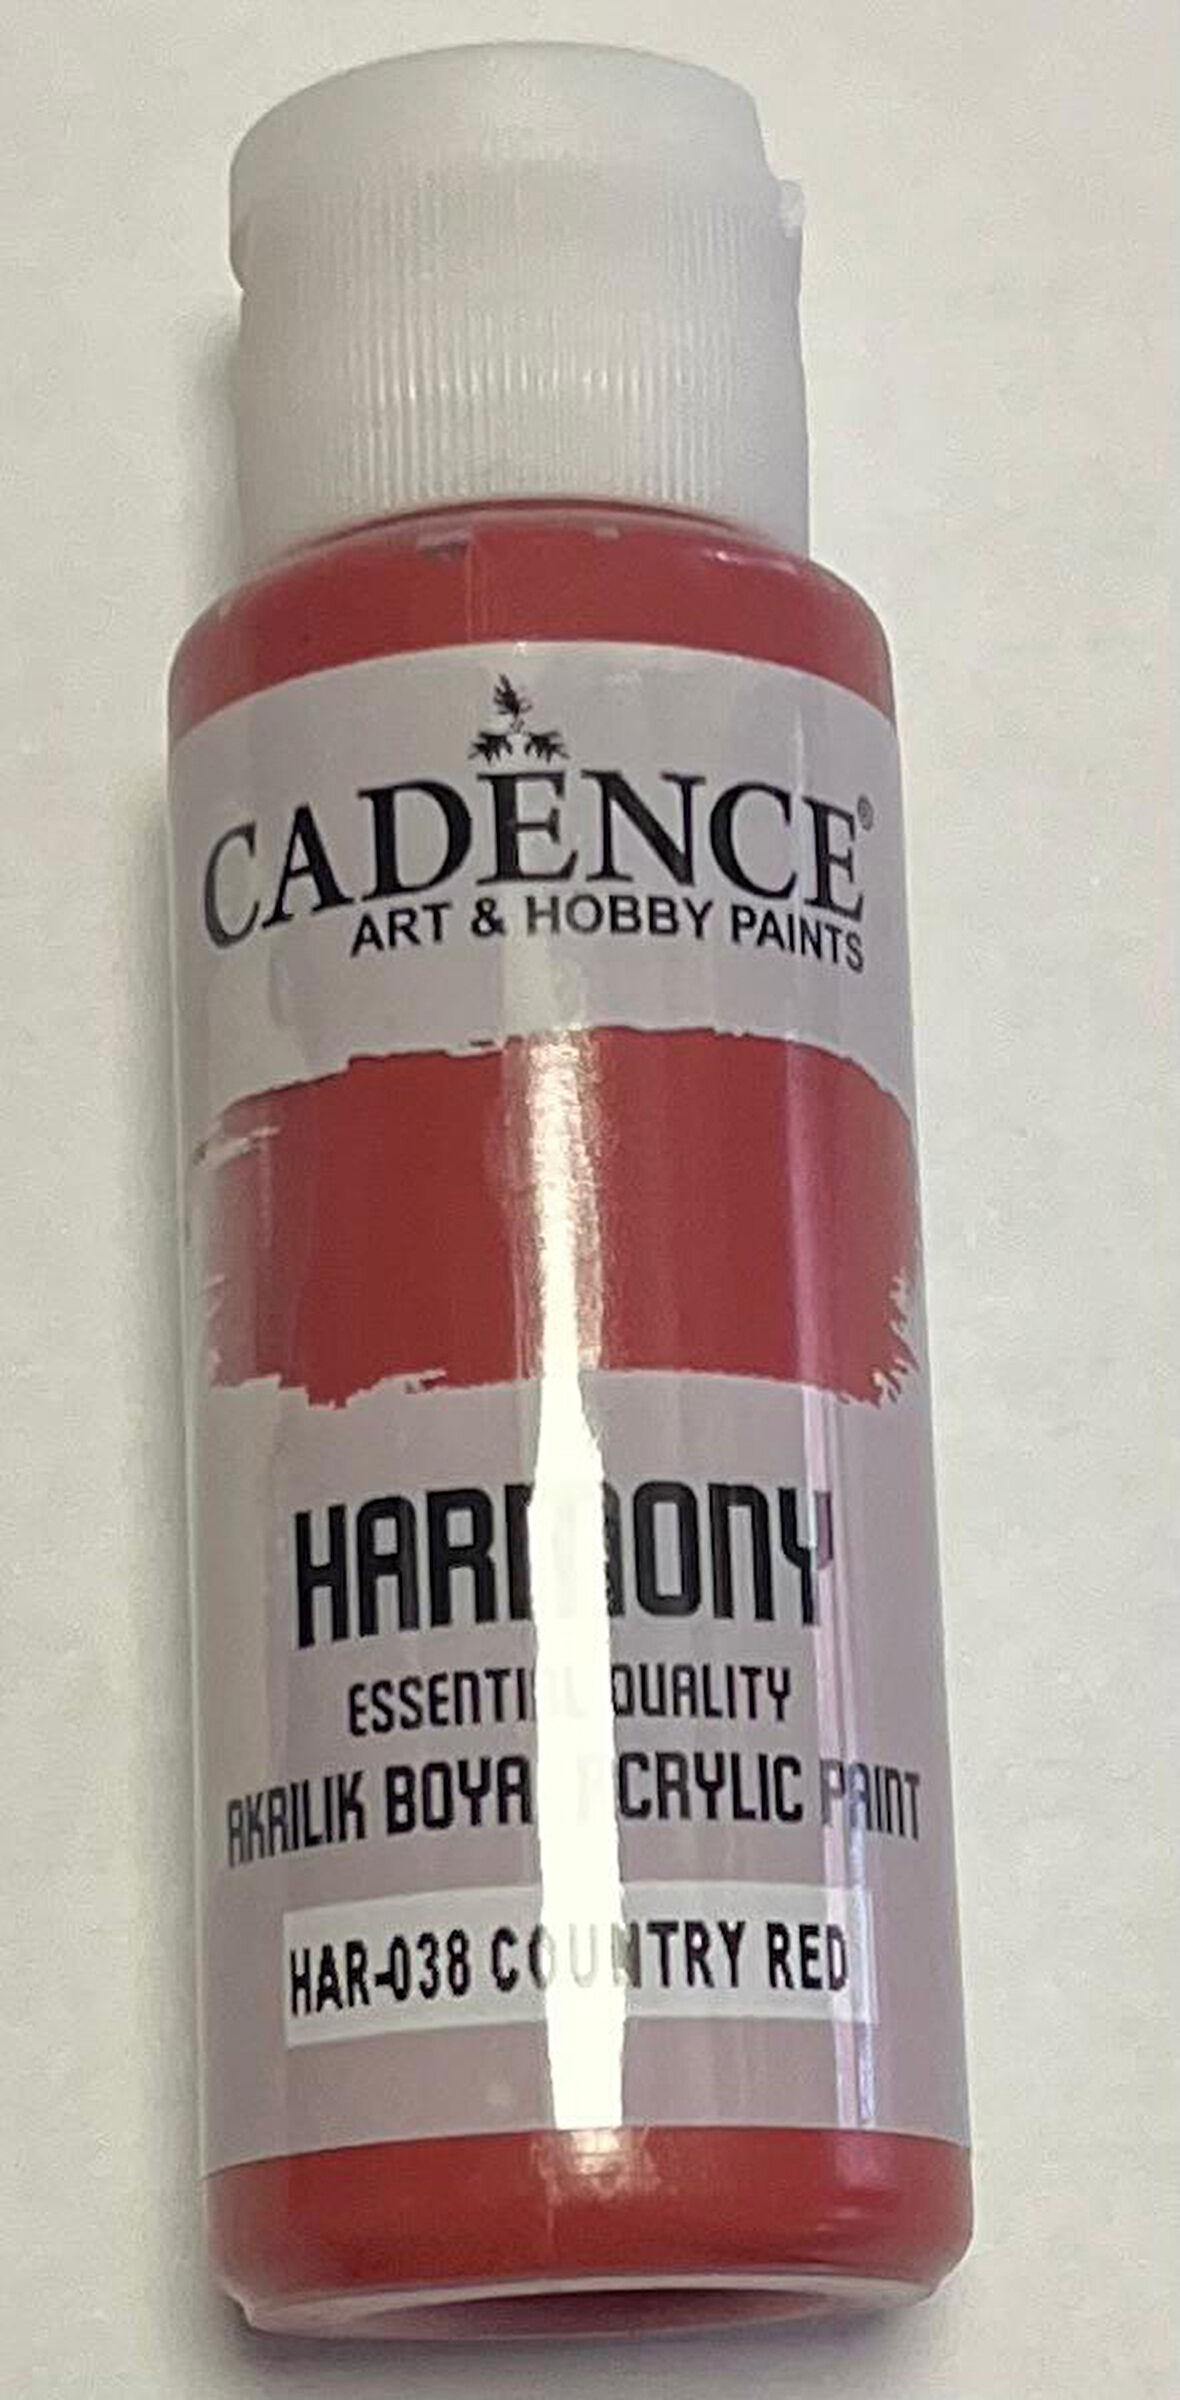 CADENCE®
ART & HOBBY PAINTS
HARMONY
ESSENTIAL QUALITY
AKRILIK BOYA ACRYLIC PAINT
HAR-038 COUNTRY RED